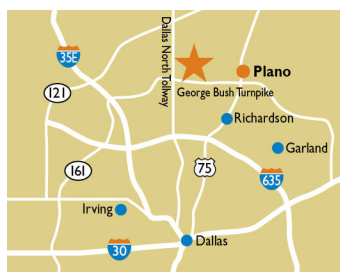 35E
Dallas North
Tollway
Plano
George Bush Turnpike
121
Richardson
Garland
161
75
635
Irving
Dallas
30